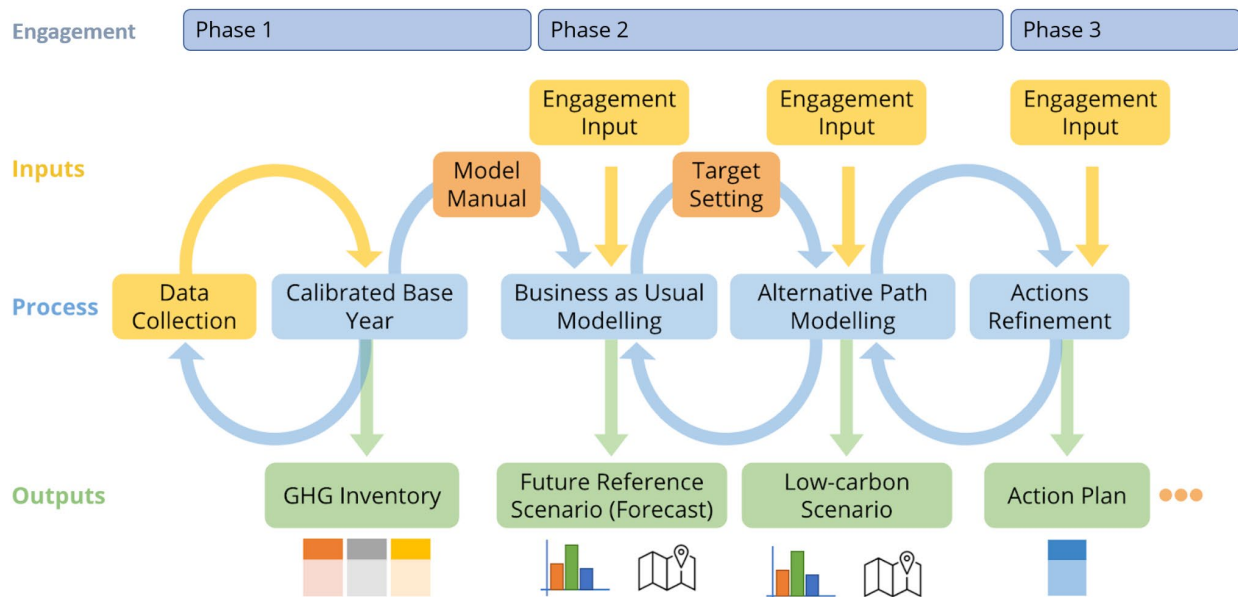 Engagement
Phase 1
Phase 2
Phase 3
Engagement
Input
Engagement
Input
Engagement
Input
Inputs
Model
Manual
Target
Setting
Process
Data
Collection
Calibrated Base
Year
Business as Usual
Modelling
Alternative Path
Modelling
Actions
Refinement
Outputs
GHG Inventory
Future Reference
Scenario (Forecast)
Low-carbon
Scenario
Action Plan